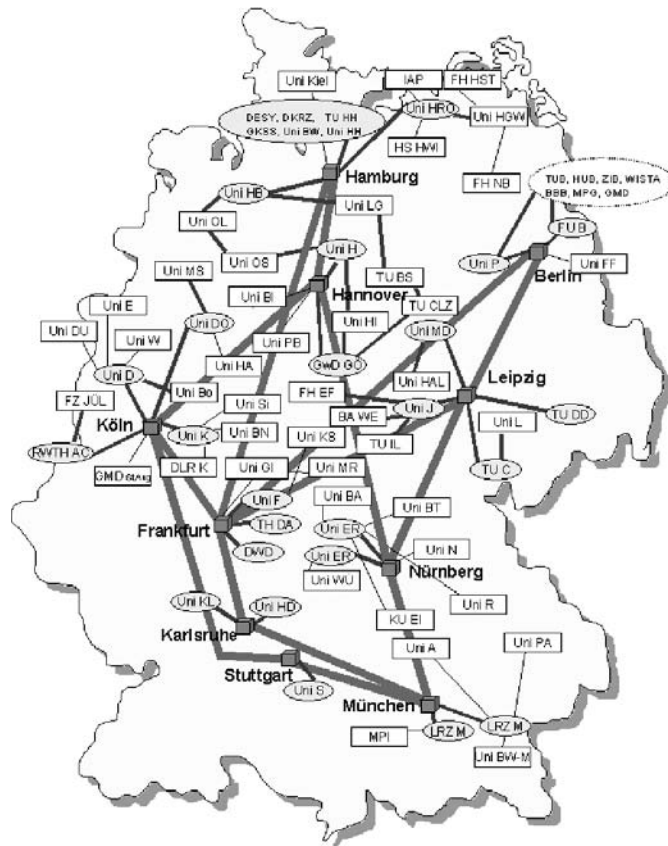 Uni Kiel
IAP
FH HST
DESY, DKRZ, TU HH
GKSS, Uni BW, Uni HH
Uni HRO
Uni HGW
HS HWI
Hamburg
FH NB
TUB, HUB, ZIB, WISTA
BBB, MPG, GMD
Uni HB
Uni LG
Uni OL
FU B
Uni OS
Uni H
Uni P
Uni FF
Berlin
Uni MS
TU BS
Uni BI
Hannover
TU CLZ
Uni E
Uni DO
Uni HI
Uni MD
Uni DU
Uni W
Uni PB
GWD GÖ
Uni HA
Uni D
Uni HAL
Leipzig
Uni Bo
FH EF
FZ JÜL
Uni Si
BA WE
Uni J
Uni L
TU DD
Köln
Uni K
Uni BN
Uni KS
TU IL
RWTH AC
GMD StAug
DLR K
Uni GI
Uni MR
TU C
Uni F
Uni BA
Uni BT
Frankfurt
TH DA
Uni ER
DWD
Uni ER
Uni N
Nürnberg
Uni WU
Uni R
Uni KL
Uni HD
KU EI
Karlsruhe
Uni A
Uni PA
Stuttgart
Uni S
München
LRZ M
MPI
LRZ M
Uni BW-M